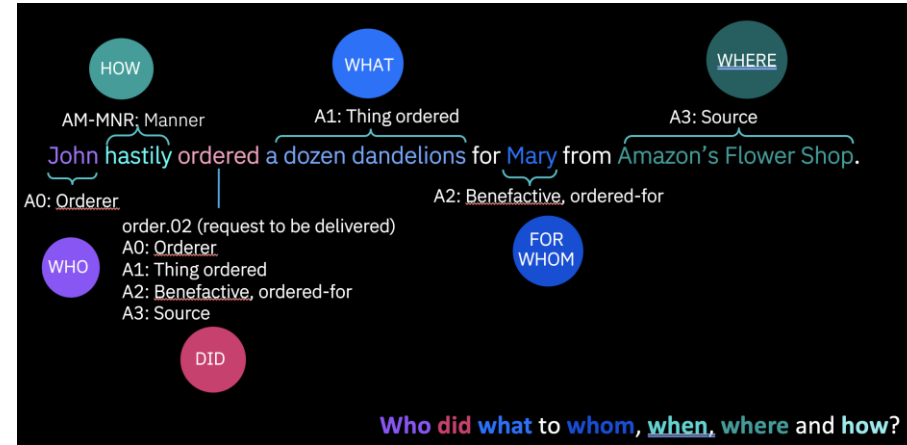 HOW
WHAT
WHERE
AM-MNR: Manner
A1: Thing ordered
A3: Source
John hastily ordered a dozen dandelions for Mary from Amazon's Flower Shop.
A0: Orderer
A2: Benefactive, ordered-for
order.02 (request to be delivered)
A0: Orderer
A1: Thing ordered
A2: Benefactive, ordered-for
A3: Source
WHO
FOR
WHOM
DID
Who did what to whom, when, where and how?